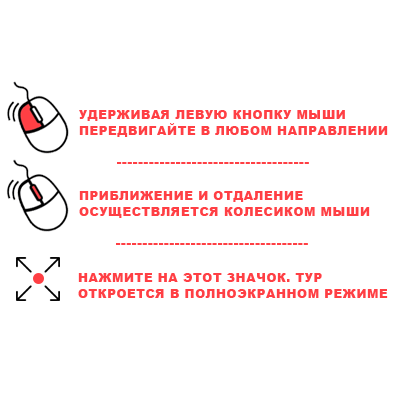 УДЕРЖИВАЯ ЛЕВУЮ КНОПКУ МЫШИ
ПЕРЕДВИГАЙТЕ В ЛЮБОМ НАПРАВЛЕНИИ
ПРИБЛИЖЕНИЕ И ОТДАЛЕНИЕ
ОСУЩЕСТВЛЯЕТСЯ КОЛЕСИКОМ МЫШИ
НАЖМИТЕ НА ЭТОТ ЗНАЧОК. ТУР
ОТКРОЕТСЯ В ПОЛНОЭКРАННОМ РЕЖИМЕ